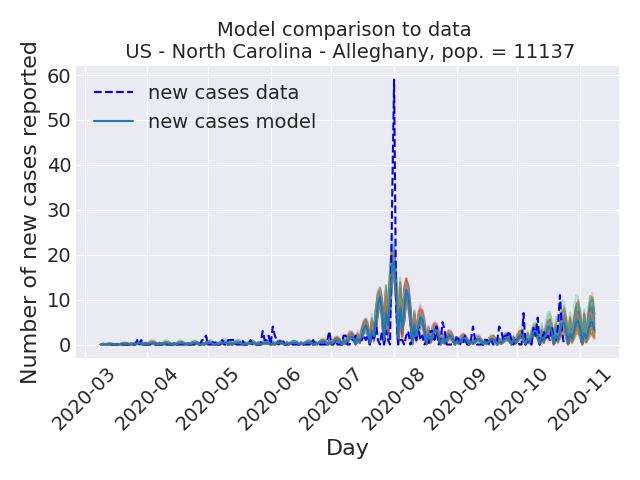 Model comparison to data
US - North Carolina - Alleghany, pop. = 11137
Number of new cases reported
60
50
40
30
20
10
0
new cases data
new cases model
2020-03
2020-04
2020-05
2020-06
2020-07
2020-08
2020-09
2020-10
2020-11
Day